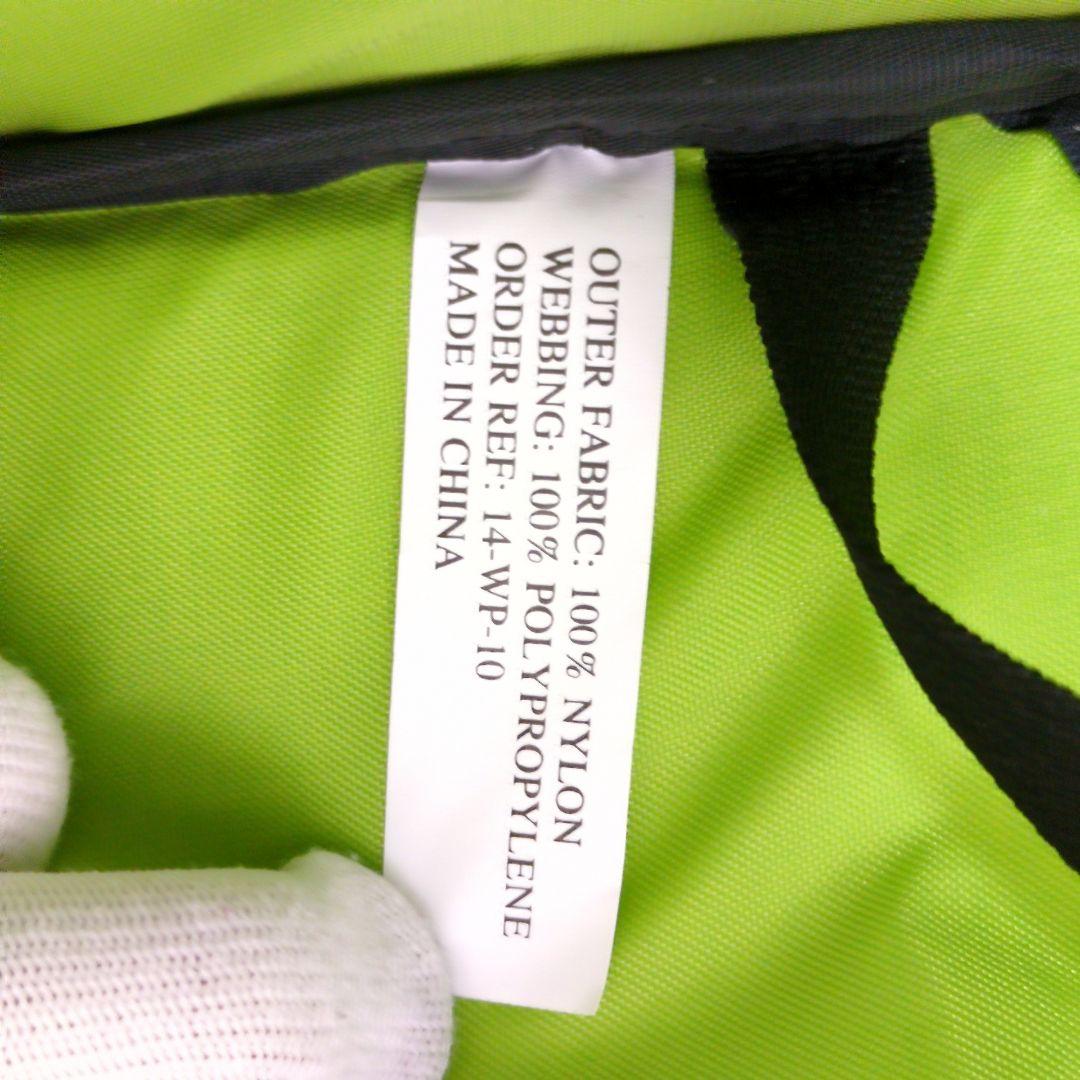 OUTER FABRIC: 100% NYLON
WEBBING: 100% POLYPROPYLENE
ORDER REF: 14-WP-10
MADE IN CHINA